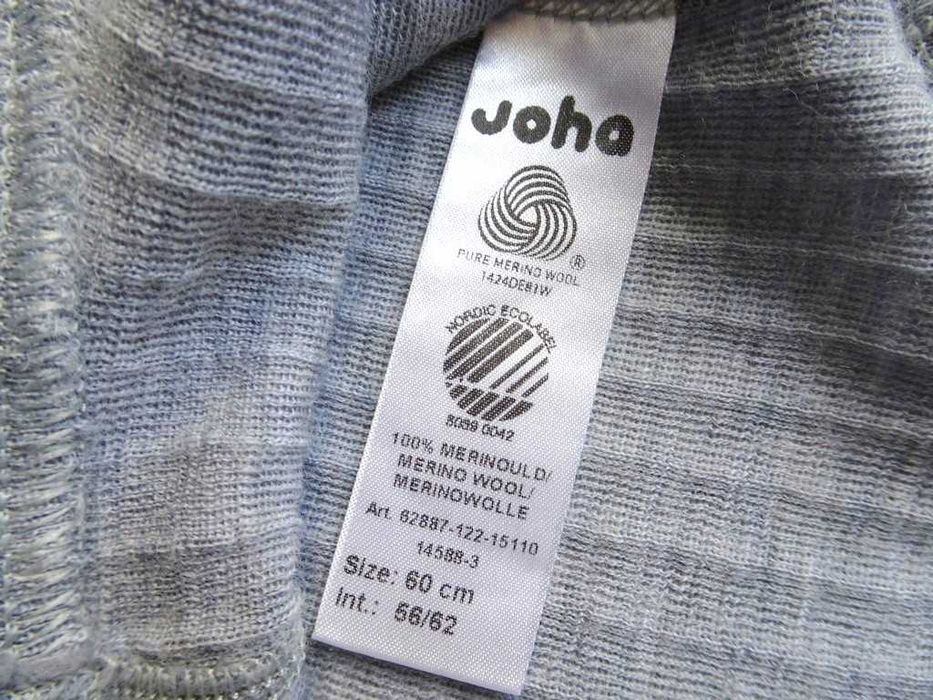 Joha
PURE MERINO WOOL ®
1424DE81W
NORDIC ECOLABEL
5089 0042
100% MERINOULD/
MERINO WOOL/
MERINOWOLLE
Art. 62887-122-15110
14588-3
Size: 60 cm
Int.: 56/62